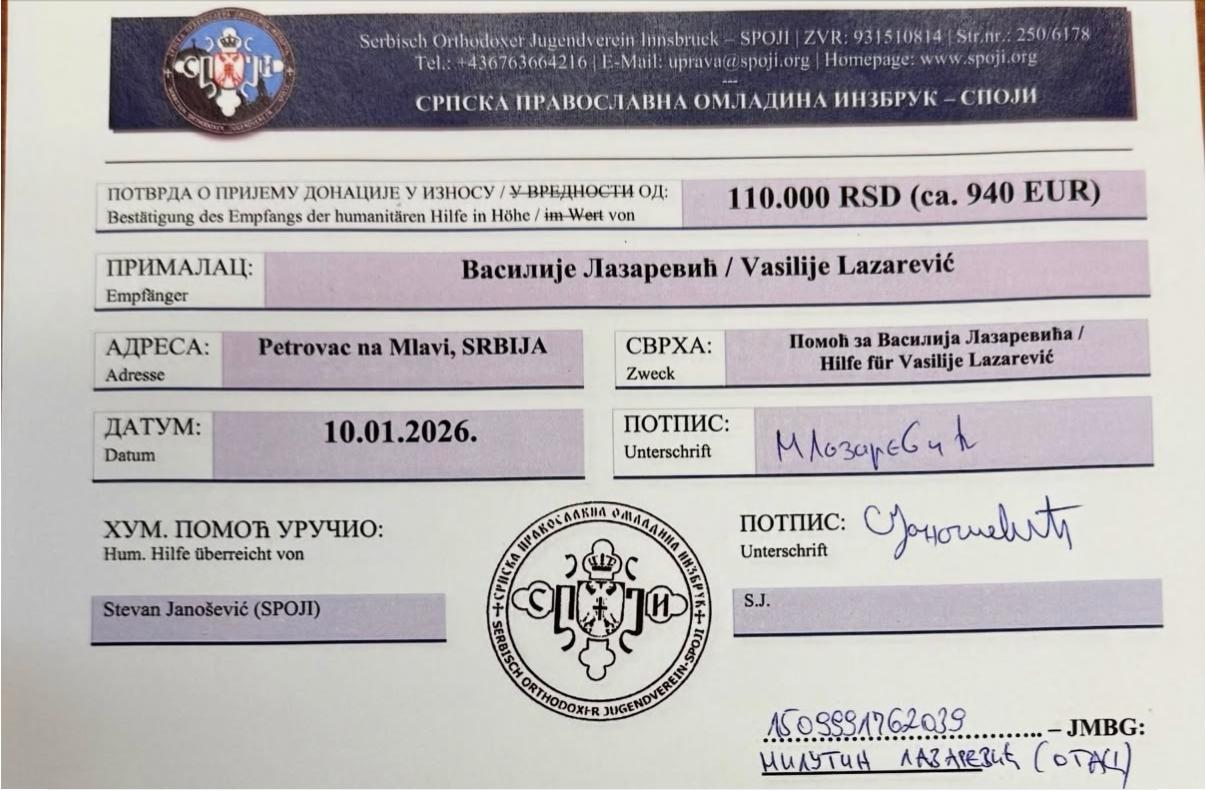 Serbisch Orthodoxer Jugendverein Innsbruck – SPOJI | ZVR: 931510814 | Str.nr.: 250/6178
Tel.: +436763664216 | E-Mail: uprava@spoji.org | Homepage: www.spoji.org
---
СРПСКА ПРАВОСЛАВНА ОМЛАДИНА ИНЗБРУК – СПОЈИ
ПОТВРДА О ПРИЈЕМУ ДОНАЦИЈЕ У ИЗНОСУ / У ВРЕДНОСТИ ОД:
Bestätigung des Empfangs der humanitären Hilfe in Höhe / im Wert von
110.000 RSD (ca. 940 EUR)
ПРИМАЛАЦ:
Empfänger
Василије Лазаревић / Vasilije Lazarević
АДРЕСА:
Adresse
Petrovac na Mlavi, SRBIJA
СВРХА:
Zweck
Помоћ за Василија Лазаревића /
Hilfe für Vasilije Lazarević
ДАТУМ:
Datum
10.01.2026.
ПОТПИС:
Unterschrift
МЛазаревић
ХУМ. ПОМОЋ УРУЧИО:
Hum. Hilfe überreicht von
Stevan Janošević (SPOJI)
СРПСКА ПРАВОСЛАВНА ОМЛАДИНА ИНЗБРУК
SERBISCH ORTHODOXER JUGENDVEREIN-SPOJI
ПОТПИС:
Unterschrift
СЈаношевић
S.J.
1509991762039 – JMBG:
МИЛУТИН ЛАЗАРЕВИЋ (ОТАЦ)